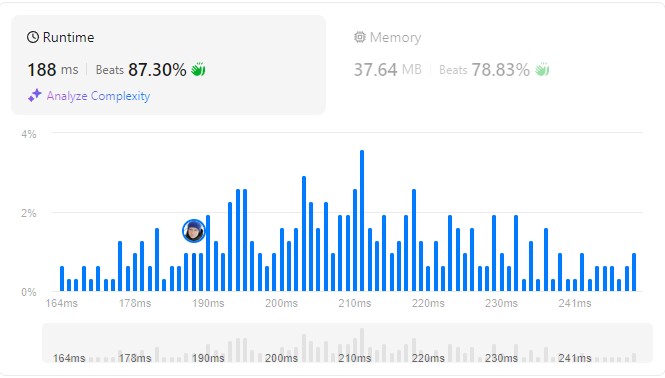 Runtime
188 ms Beats 87.30%
Analyze Complexity
Memory
37.64 MB Beats 78.83%
4%
2%
0%
164ms 178ms 190ms 200ms 210ms 220ms 230ms 241ms
164ms 178ms 190ms 200ms 210ms 220ms 230ms 241ms